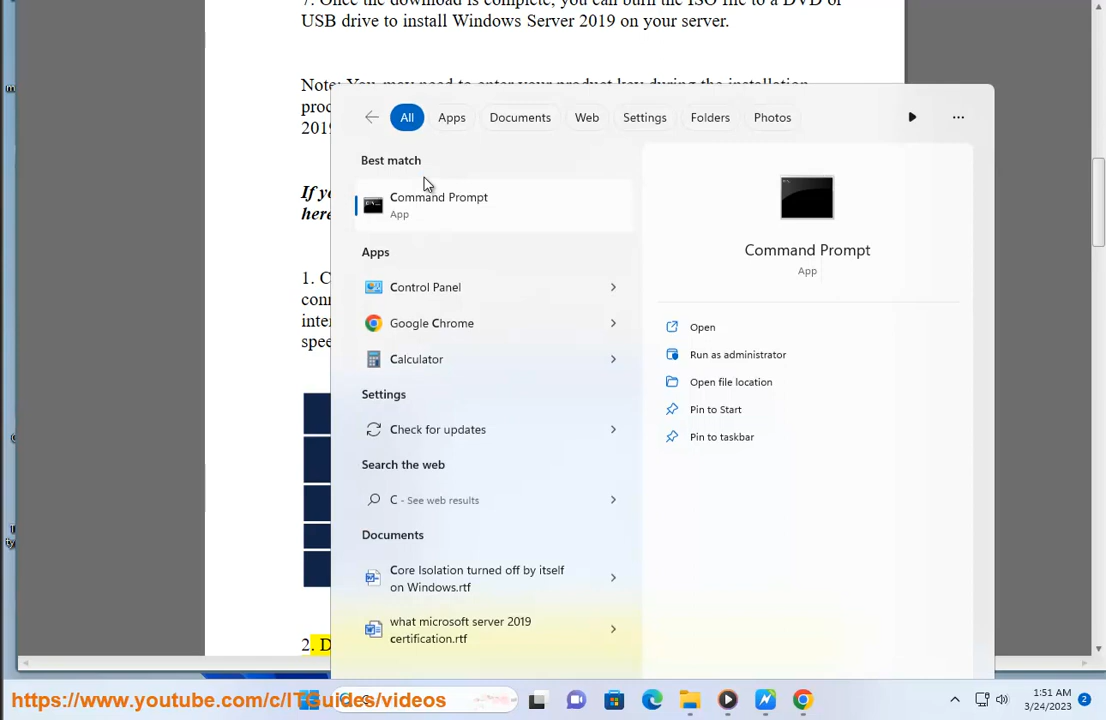 7. Once the download is complete, you can burn the ISO file to a DVD or
USB drive to install Windows Server 2019 on your server.
Note: You may need to enter your product key during the installation
proc
2019
If yo
here
1. C
conn
inter
spee
2. D
All
Apps
Documents
Web
Settings
Folders
Photos
Best match
Command Prompt
App
Apps
Control Panel
Google Chrome
Calculator
Settings
Check for updates
Search the web
C - See web results
Documents
Core Isolation turned off by itself
on Windows.rtf
what microsoft server 2019
certification.rtf
Command Prompt
App
Open
Run as administrator
Open file location
Pin to Start
Pin to taskbar
https://www.youtube.com/c/ITGuides/videos
1:51 AM
3/24/2023
2